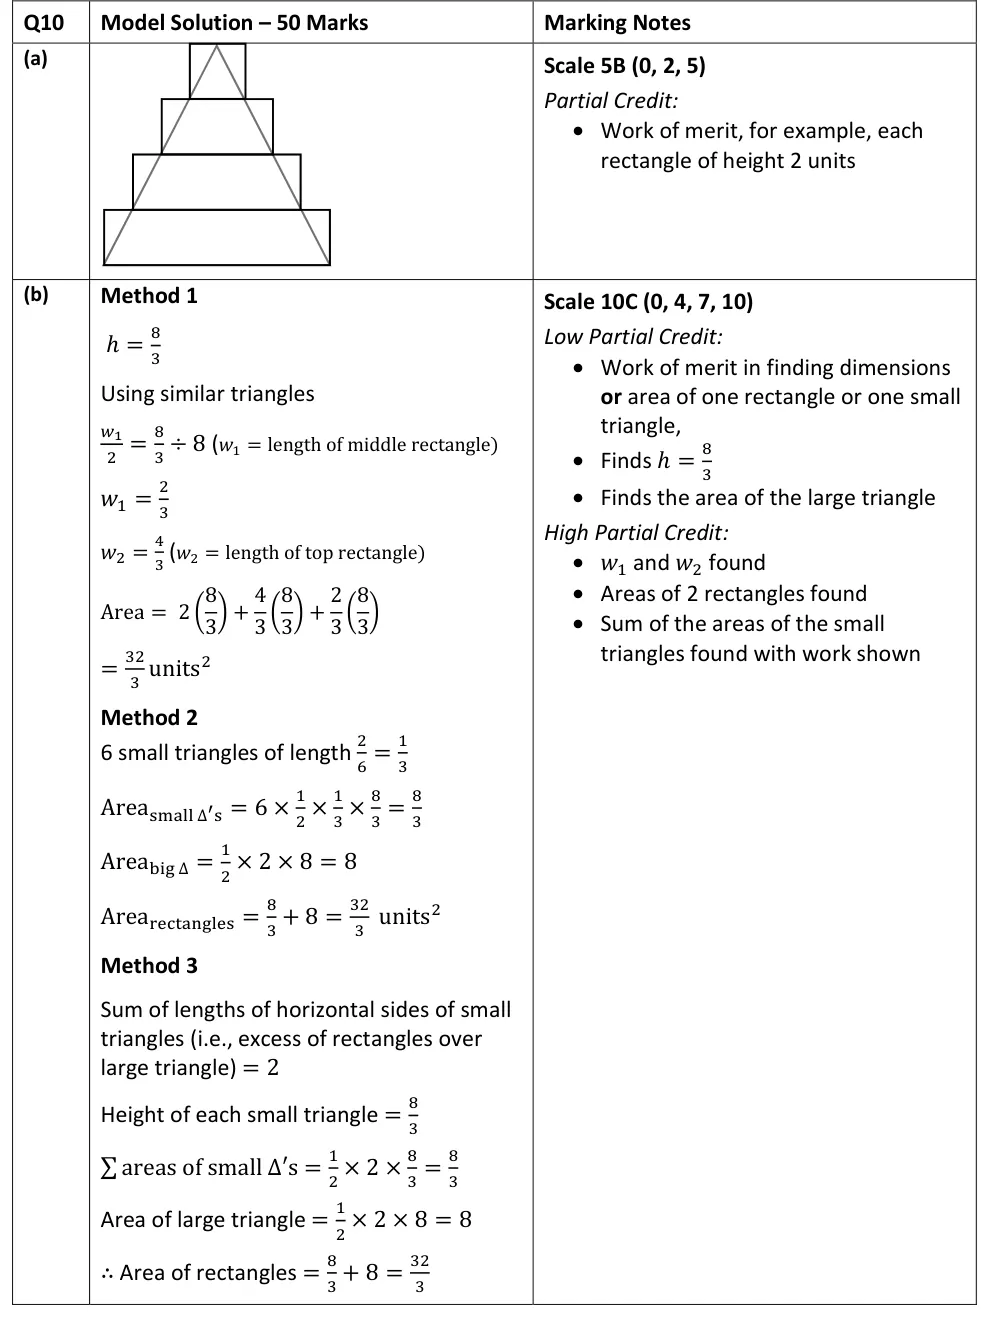 Q10 Model Solution – 50 Marks Marking Notes
(a)
Scale 5B (0, 2, 5)
Partial Credit:
• Work of merit, for example, each
rectangle of height 2 units
(b)
Method 1
h = 8/3
Using similar triangles
w₁/2 = 8/3 ÷ 8 (w₁ = length of middle rectangle)
w₁ = 2/3
w₂ = 4/3 (w₂ = length of top rectangle)
Area = 2(8/3) + 4/3(8/3) + 2/3(8/3)
= 32/3 units²
Method 2
6 small triangles of length 2/6 = 1/3
Area_small Δ′s = 6 × 1/2 × 1/3 × 8/3 = 8/3
Area_big Δ = 1/2 × 2 × 8 = 8
Area_rectangles = 8/3 + 8 = 32/3 units²
Method 3
Sum of lengths of horizontal sides of small
triangles (i.e., excess of rectangles over
large triangle) = 2
Height of each small triangle = 8/3
∑ areas of small Δ′s = 1/2 × 2 × 8/3 = 8/3
Area of large triangle = 1/2 × 2 × 8 = 8
∴ Area of rectangles = 8/3 + 8 = 32/3
Scale 10C (0, 4, 7, 10)
Low Partial Credit:
• Work of merit in finding dimensions
or area of one rectangle or one small
triangle,
• Finds h = 8/3
• Finds the area of the large triangle
High Partial Credit:
• w₁ and w₂ found
• Areas of 2 rectangles found
• Sum of the areas of the small
triangles found with work shown